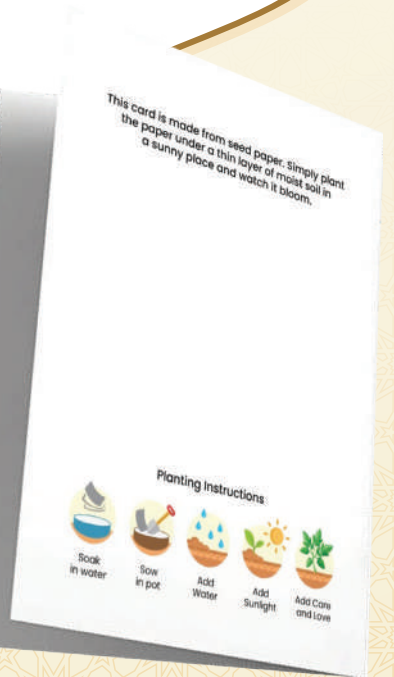 This card is made from seed paper. Simply plant
the paper under a thin layer of moist soil in
a sunny place and watch it bloom.
Planting Instructions
Soak
in water
Sow
in pot
Add
Water
Add
Sunlight
Add Care
and Love